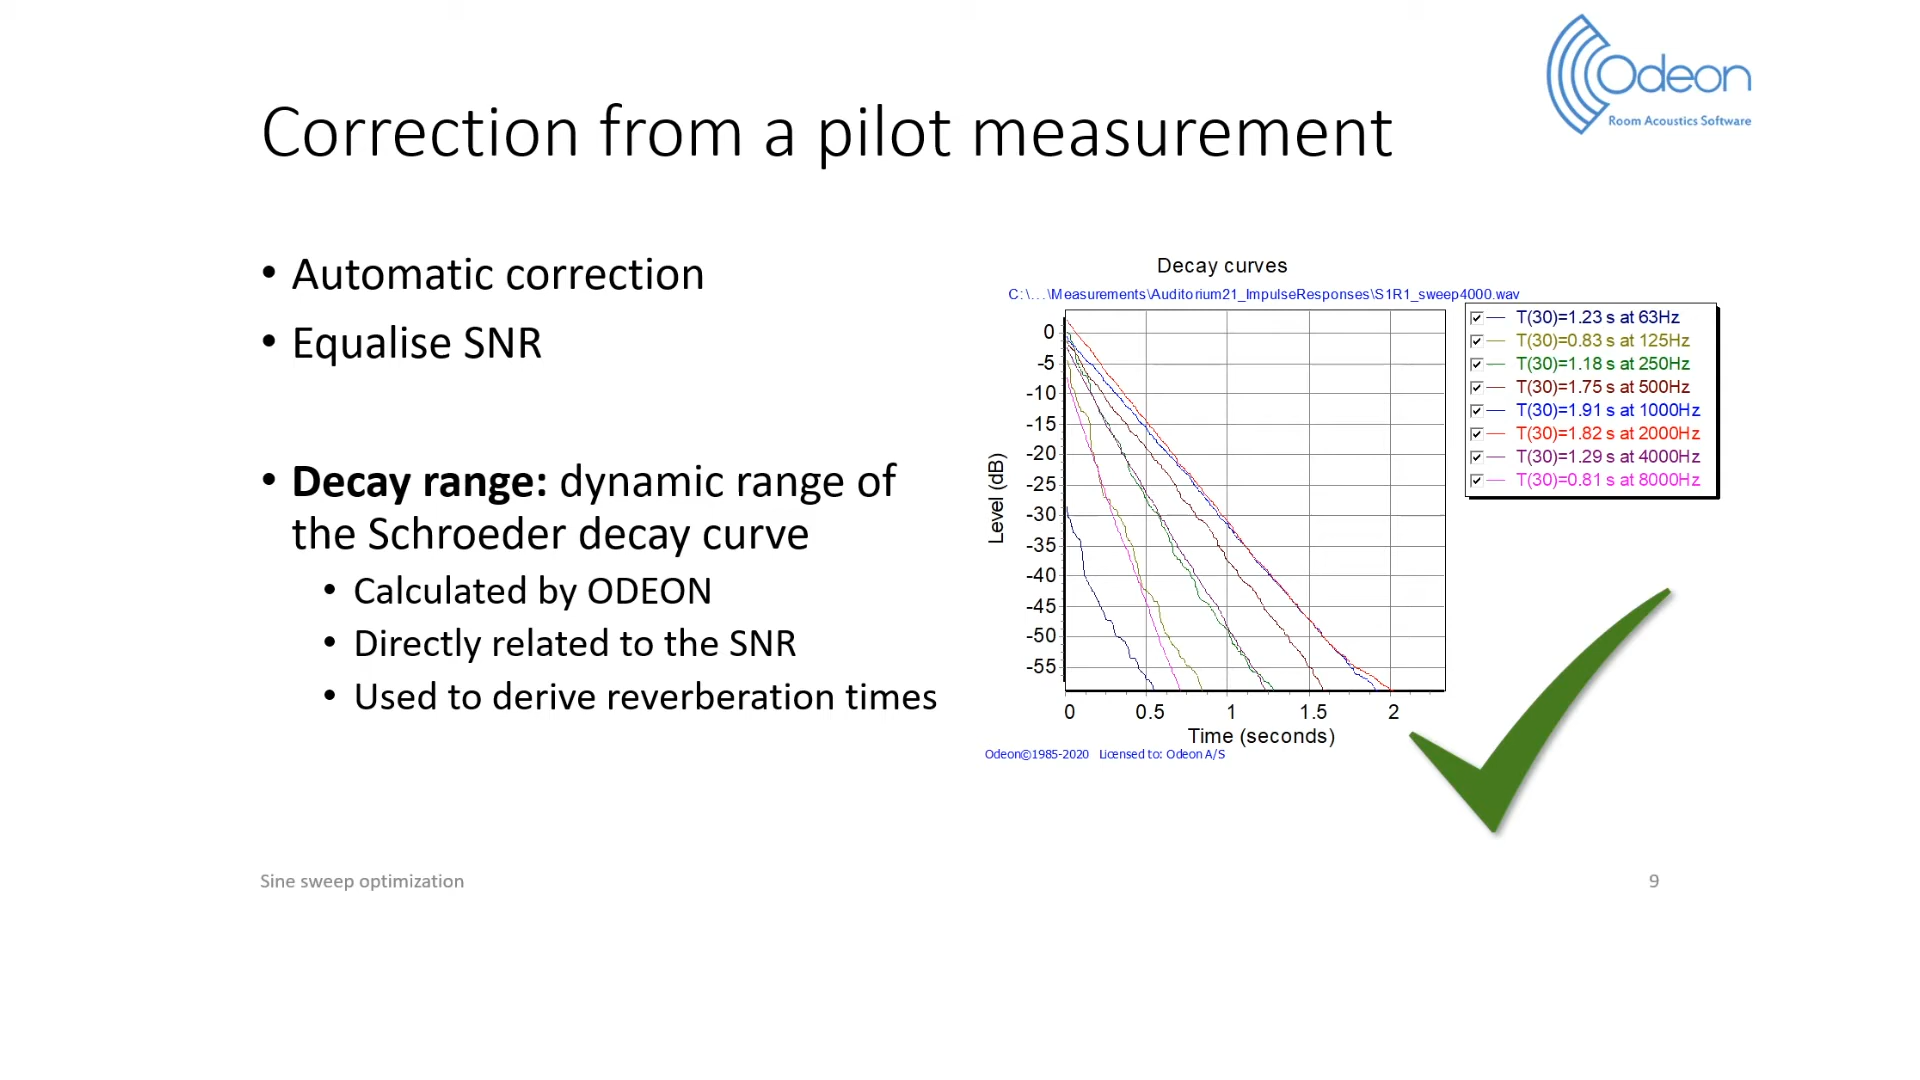 Odeon
Room Acoustics Software
Correction from a pilot measurement
• Automatic correction
• Equalise SNR
• Decay range: dynamic range of
the Schroeder decay curve
• Calculated by ODEON
• Directly related to the SNR
• Used to derive reverberation times
Decay curves
C:\...\Measurements\Auditorium21_ImpulseResponses\S1R1_sweep4000.wav
T(30)=1.23 s at 63Hz
T(30)=0.83 s at 125Hz
T(30)=1.18 s at 250Hz
T(30)=1.75 s at 500Hz
T(30)=1.91 s at 1000Hz
T(30)=1.82 s at 2000Hz
T(30)=1.29 s at 4000Hz
T(30)=0.81 s at 8000Hz
Level (dB)
0
-5
-10
-15
-20
-25
-30
-35
-40
-45
-50
-55
0 0.5 1 1.5 2
Time (seconds)
Odeon©1985-2020 Licensed to: Odeon A/S
Sine sweep optimization
9